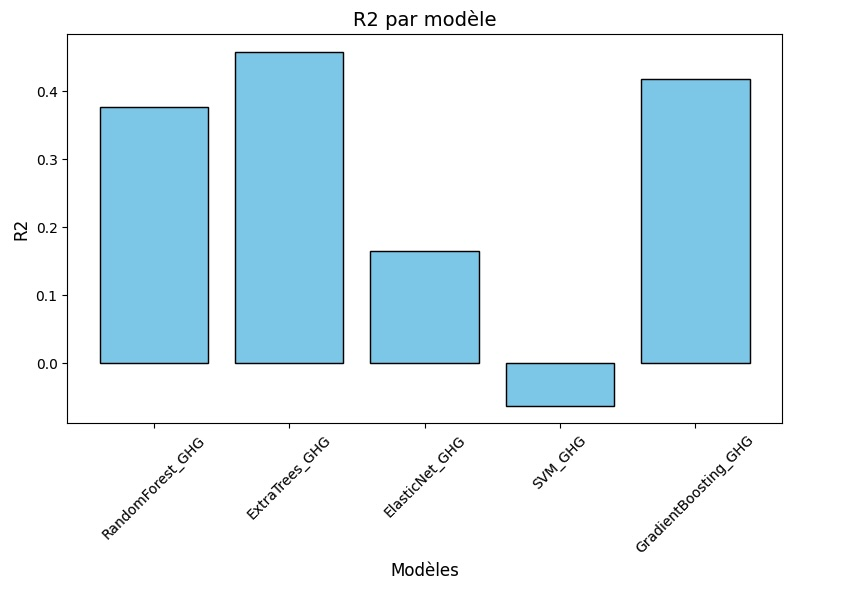 R2 par modèle
R2
0.4
0.3
0.2
0.1
0.0
RandomForest_GHG
ExtraTrees_GHG
ElasticNet_GHG
SVM_GHG
GradientBoosting_GHG
Modèles